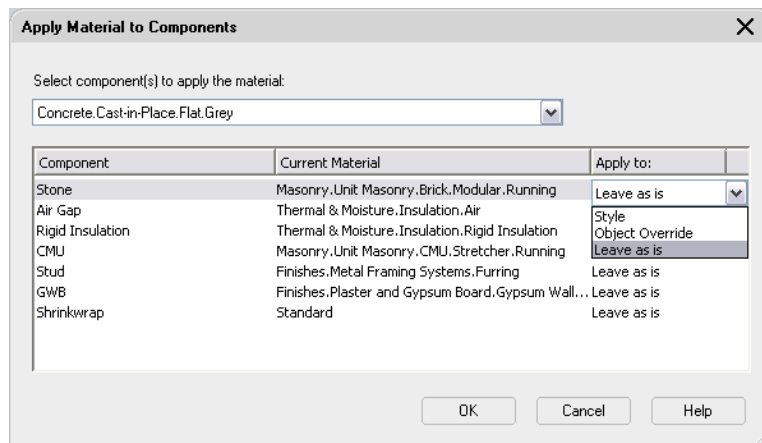 Apply Material to Components
Select component(s) to apply the material:
Concrete.Cast-in-Place.Flat.Grey
Component Current Material Apply to:
Stone Masonry.Unit Masonry.Brick.Modular.Running Leave as is
Air Gap Thermal & Moisture.Insulation.Air Style
Rigid Insulation Thermal & Moisture.Insulation.Rigid Insulation Object Override
CMU Masonry.Unit Masonry.CMU.Stretcher.Running Leave as is
Stud Finishes.Metal Framing Systems.Furring Leave as is
GWB Finishes.Plaster and Gypsum Board.Gypsum Wall... Leave as is
Shrinkwrap Standard Leave as is
OK Cancel Help